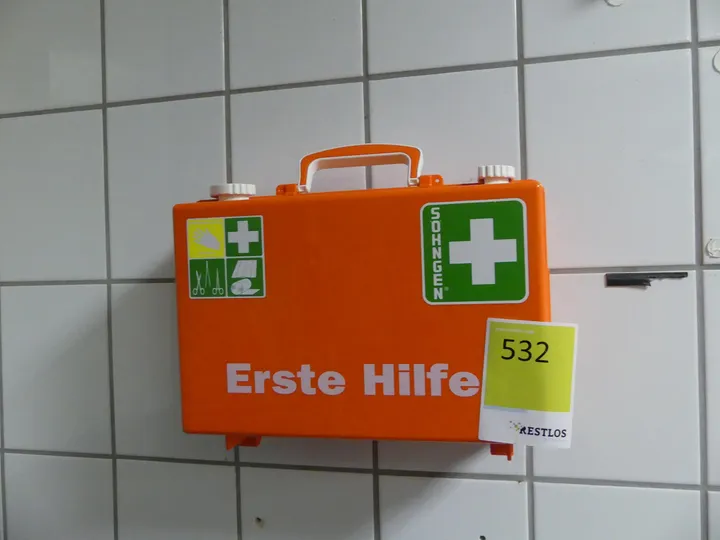 SÖHNGEN®
Erste Hilfe
532
RESTLOS